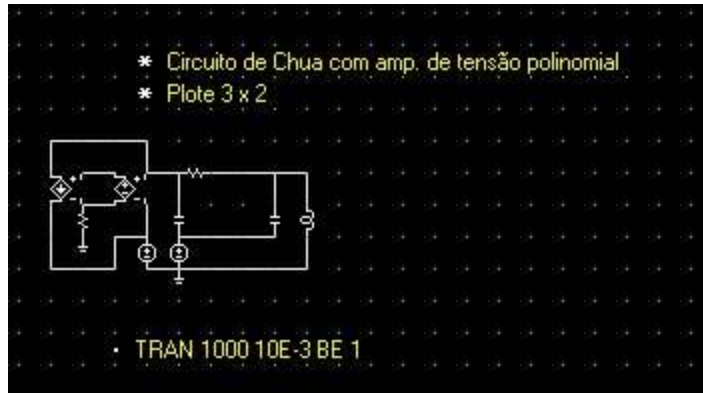 * Circuito de Chua com amp. de tensão polinomial
* Plote 3 x 2
. TRAN 1000 10E-3 BE 1